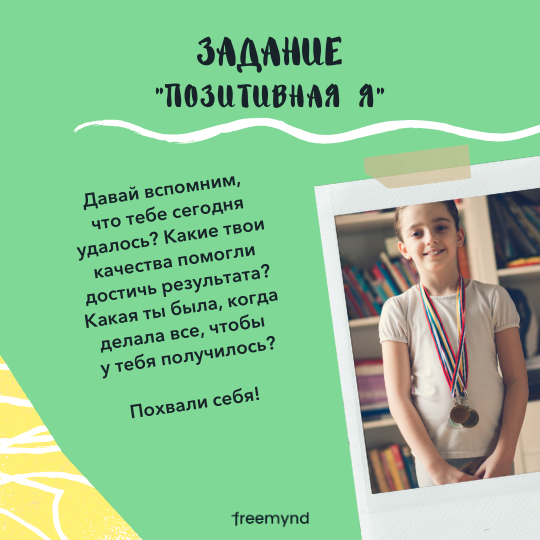 ЗАДАНИЕ
"ПОЗИТИВНАЯ Я"
Давай вспомним,
что тебе сегодня
удалось? Какие твои
качества помогли
достичь результата?
Какая ты была, когда
делала все, чтобы
у тебя получилось?
Похвали себя!
freemynd